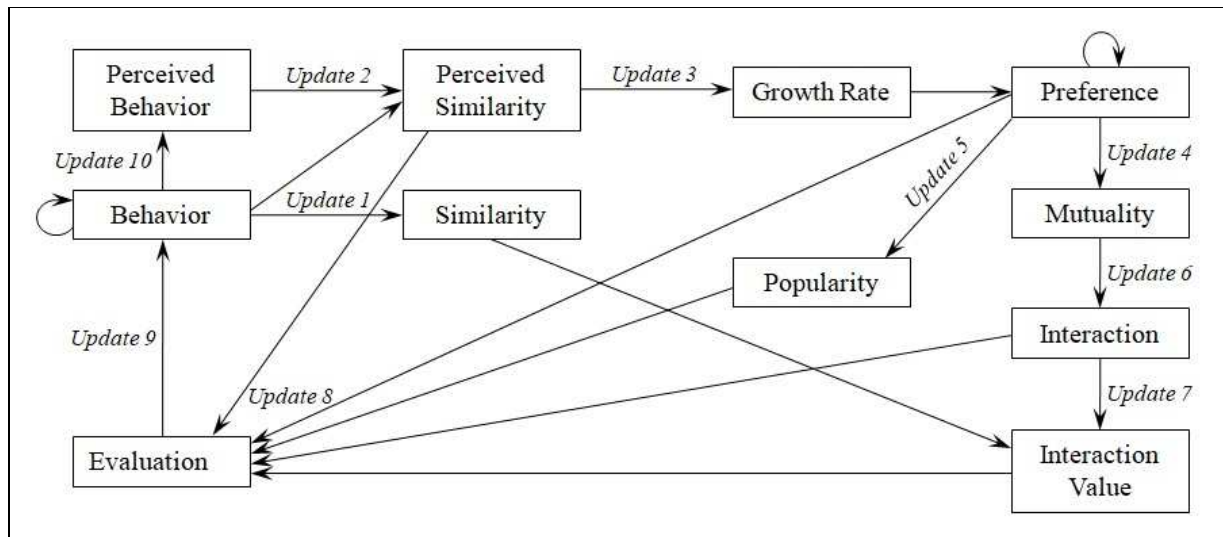 Perceived
Behavior
Update 2
Perceived
Similarity
Update 3
Growth Rate
Preference
Update 10
Update 5
Update 4
Behavior
Update 1
Similarity
Mutuality
Popularity
Update 6
Update 9
Interaction
Update 8
Update 7
Evaluation
Interaction
Value